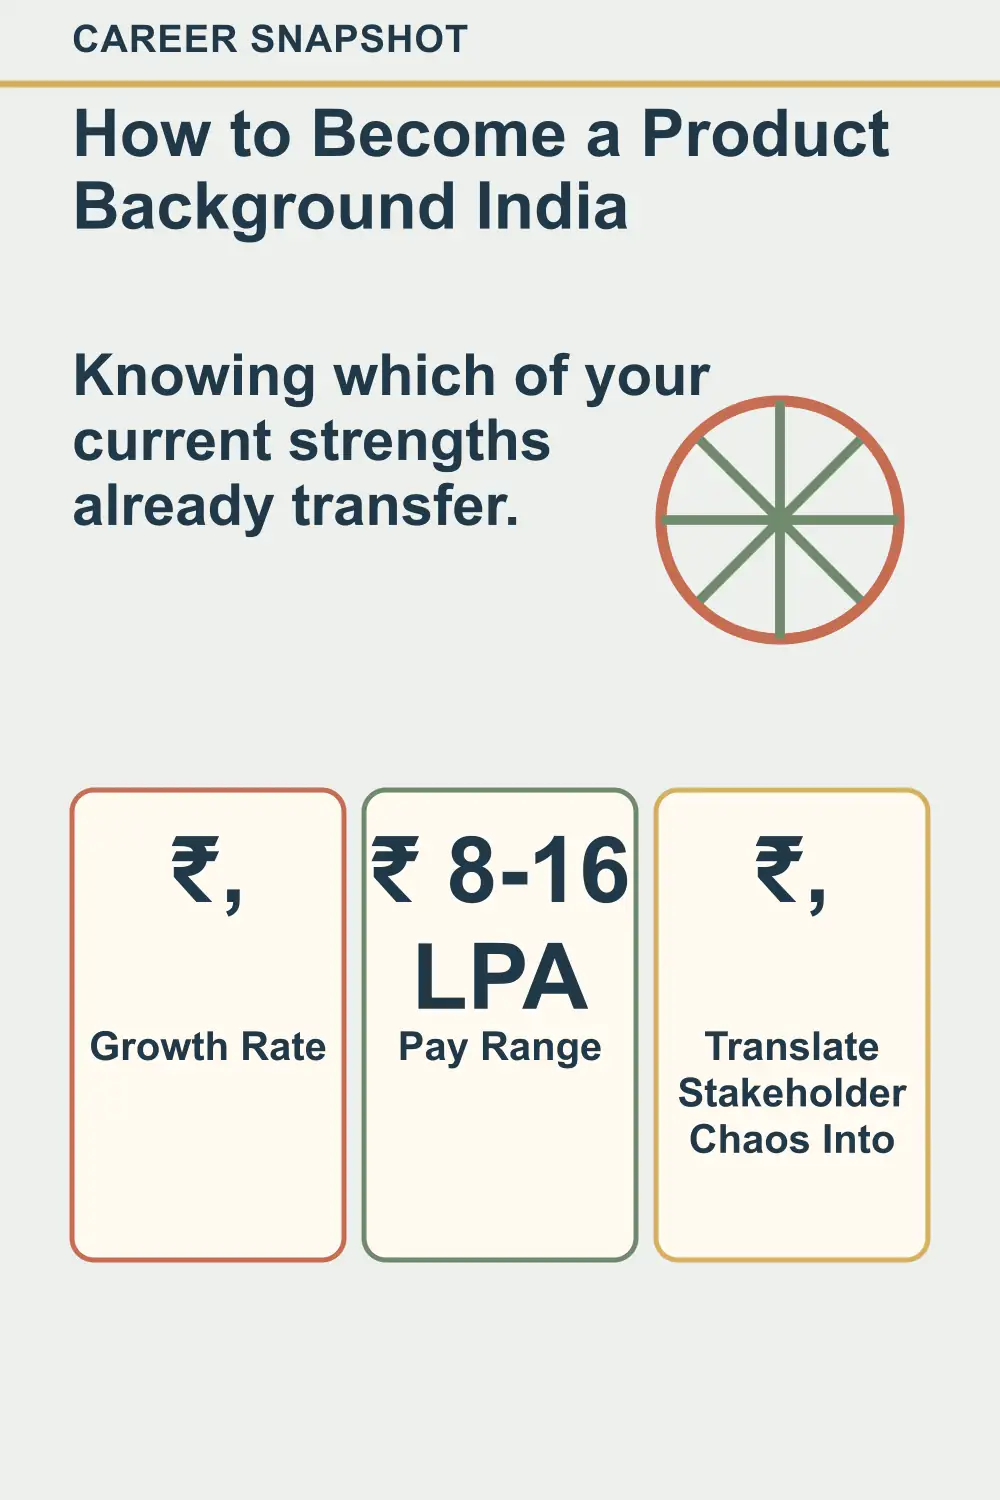 CAREER SNAPSHOT
How to Become a Product
Background India
Knowing which of your
current strengths
already transfer.
₹,
Growth Rate
₹ 8-16
LPA
Pay Range
₹,
Translate
Stakeholder
Chaos Into